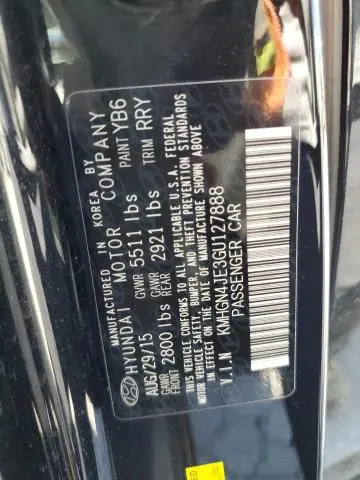 MANUFACTURED IN KOREA BY
HYUNDAI MOTOR COMPANY
AUG/29/15 GVWR 5511 lbs PAINT YB6
GAWR FRONT 2800 lbs GAWR REAR 2921 lbs TRIM RRY
THIS VEHICLE CONFORMS TO ALL APPLICABLE U.S.A. FEDERAL
MOTOR VEHICLE SAFETY, BUMPER, AND THEFT PREVENTION STANDARDS
IN EFFECT ON THE DATE OF MANUFACTURE SHOWN ABOVE
V.I.N KMHGN4JE3GU127888
PASSENGER CAR